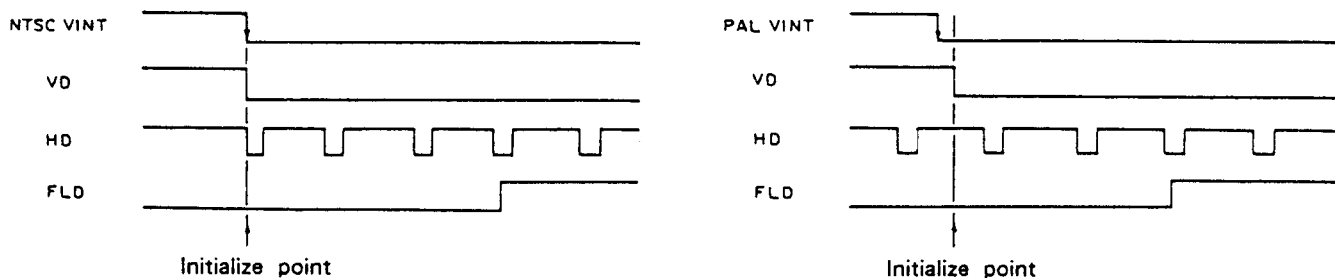 NTSC VINT
VD
HD
FLD
Initialize point
PAL VINT
VD
HD
FLD
Initialize point